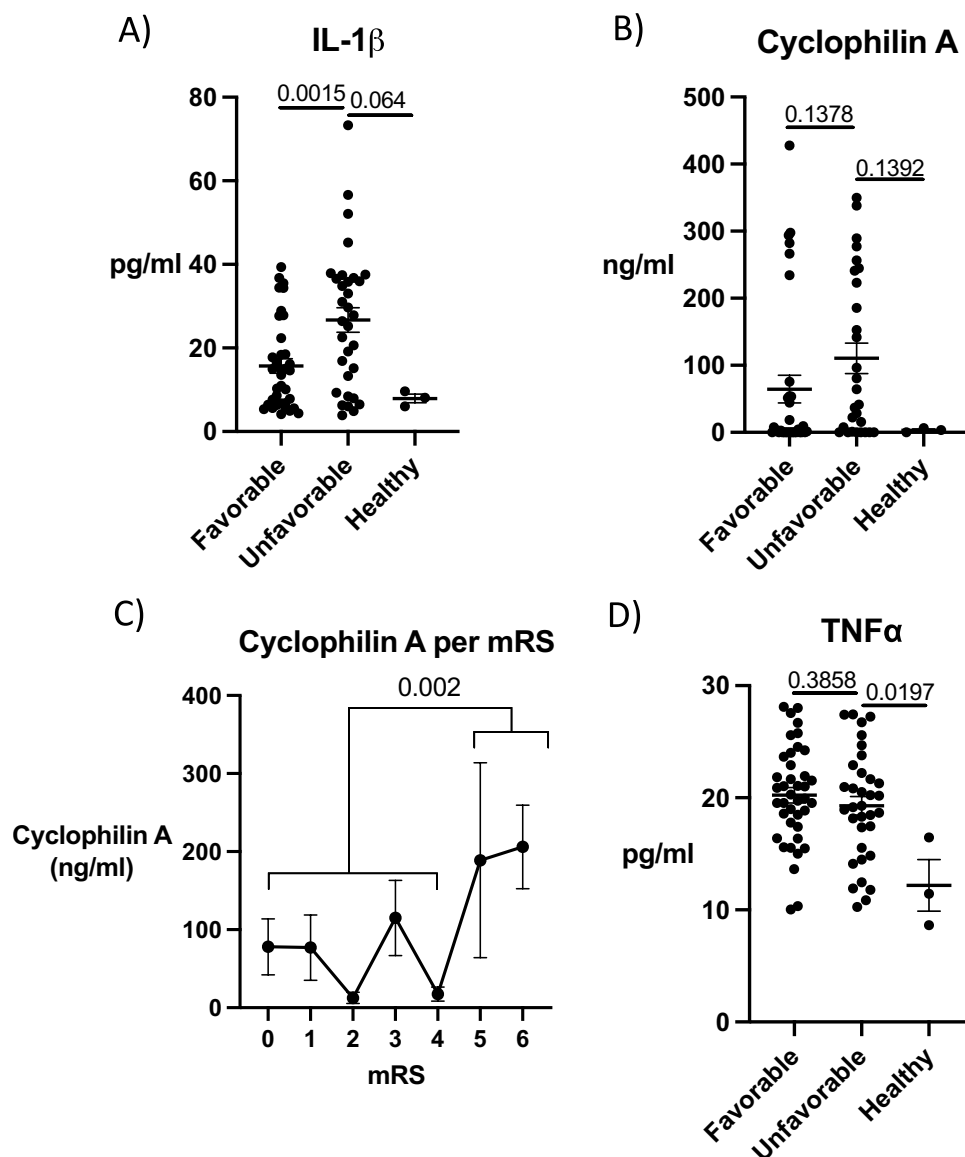 A)
IL-1β
0.0015
0.064
80
60
pg/ml
40
20
0
Favorable
Unfavorable
Healthy
B)
Cyclophilin A
0.1378
0.1392
500
400
300
ng/ml
200
100
0
Favorable
Unfavorable
Healthy
C)
Cyclophilin A per mRS
0.002
400
300
Cyclophilin A
(ng/ml)
200
100
0
0 1 2 3 4 5 6
mRS
D)
TNFα
0.3858
0.0197
30
20
pg/ml
10
0
Favorable
Unfavorable
Healthy